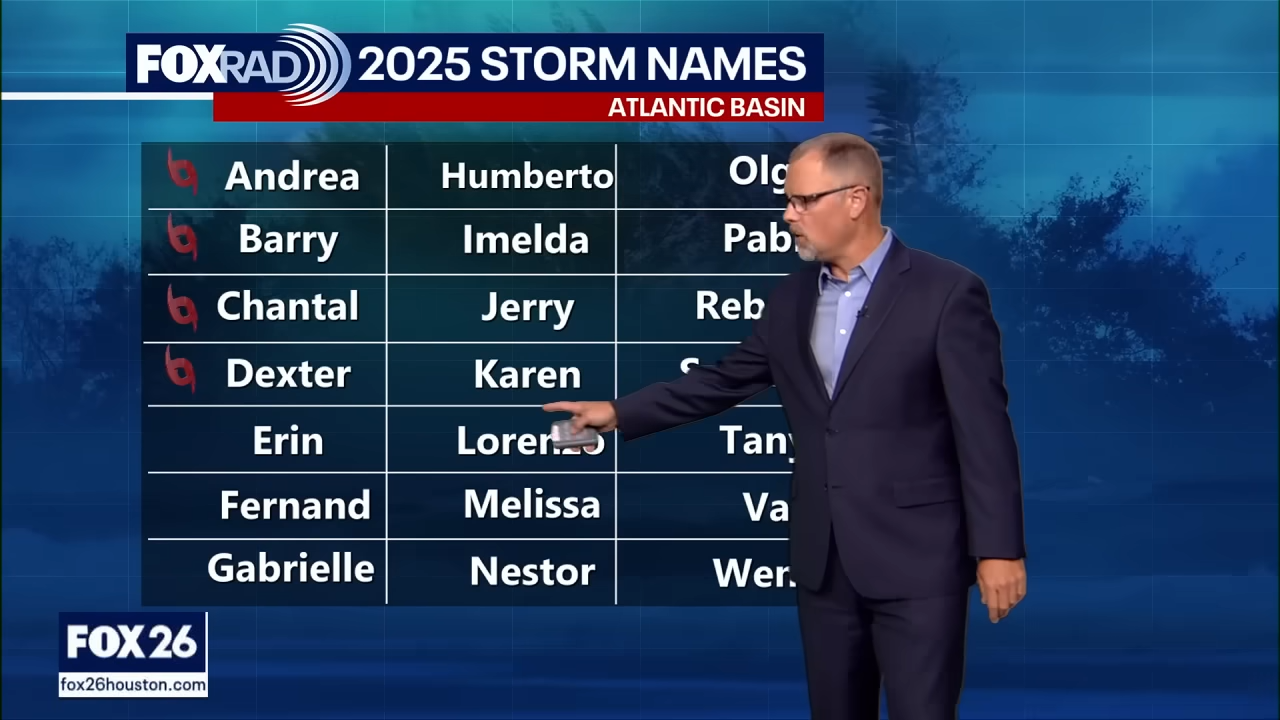 FOXRAD 2025 STORM NAMES
ATLANTIC BASIN
Andrea Humberto
Barry Imelda
Chantal Jerry
Dexter Karen
Erin Lorenzo
Fernand Melissa
Gabrielle Nestor
FOX 26
fox26houston.com